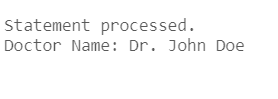 Statement processed.
Doctor Name: Dr. John Doe